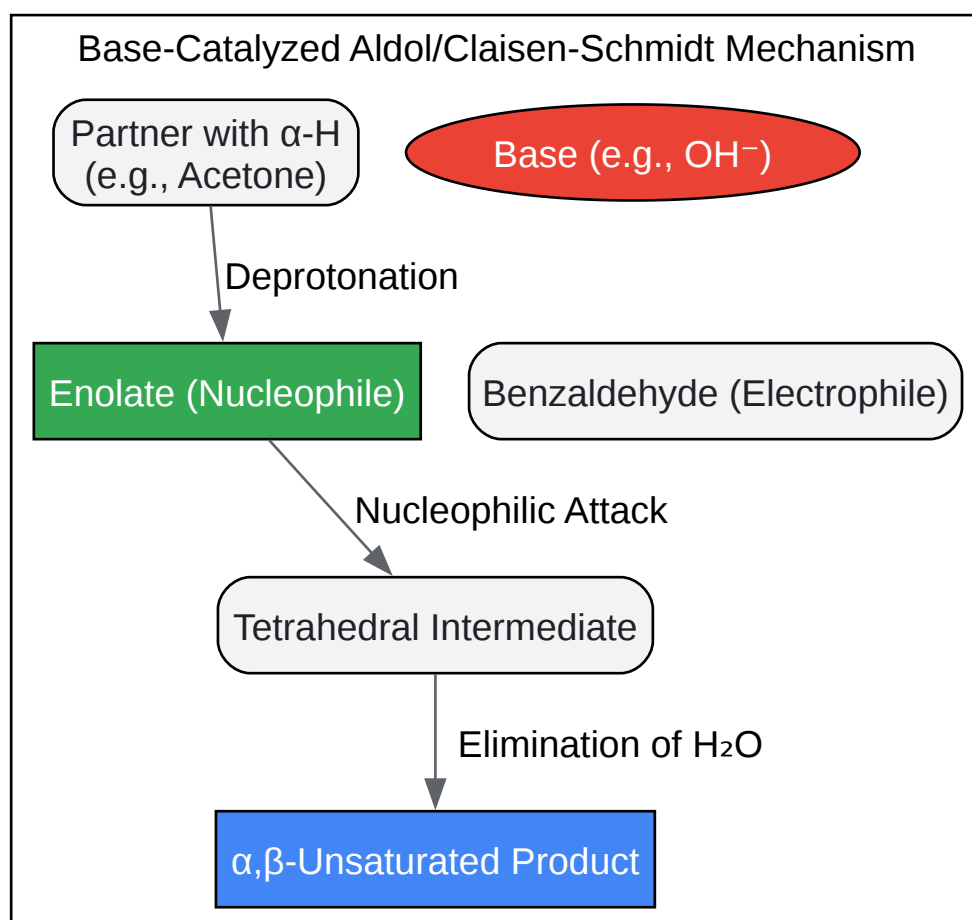 Base-Catalyzed Aldol/Claisen-Schmidt Mechanism
Partner with α-H
(e.g., Acetone)
Base (e.g., OH⁻)
Deprotonation
Enolate (Nucleophile)
Benzaldehyde (Electrophile)
Nucleophilic Attack
Tetrahedral Intermediate
Elimination of H₂O
α,β-Unsaturated Product